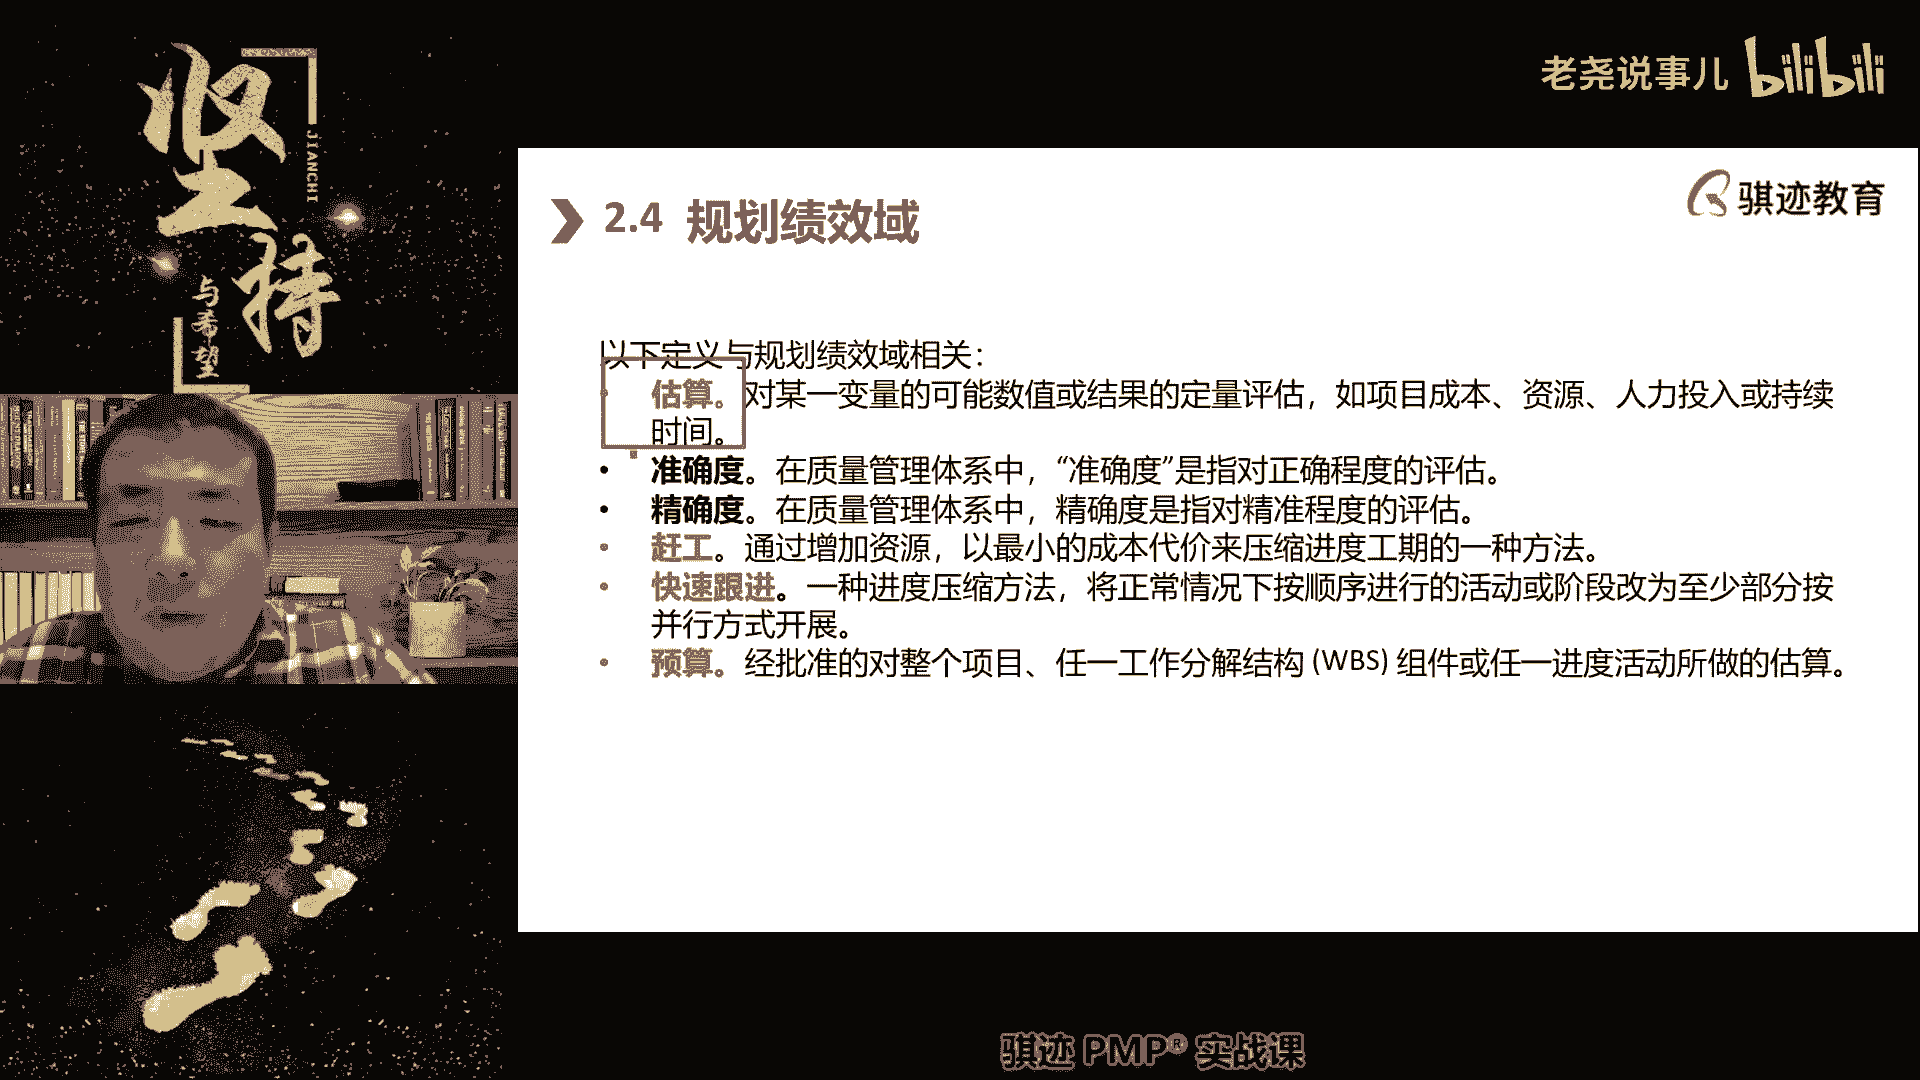 坚持
JIANCHI
与希望
老尧说事儿 bilibili
骐迹教育
2.4 规划绩效域
以下定义与规划绩效域相关：
• 估算。对某一变量的可能数值或结果的定量评估，如项目成本、资源、人力投入或持续
时间。
• 准确度。在质量管理体系中，“准确度”是指对正确程度的评估。
• 精确度。在质量管理体系中，精确度是指对精准程度的评估。
• 赶工。通过增加资源，以最小的成本代价来压缩进度工期的一种方法。
• 快速跟进。一种进度压缩方法，将正常情况下按顺序进行的活动或阶段改为至少部分按
并行方式开展。
• 预算。经批准的对整个项目、任一工作分解结构 (WBS) 组件或任一进度活动所做的估算。
骐迹 PMP® 实战课